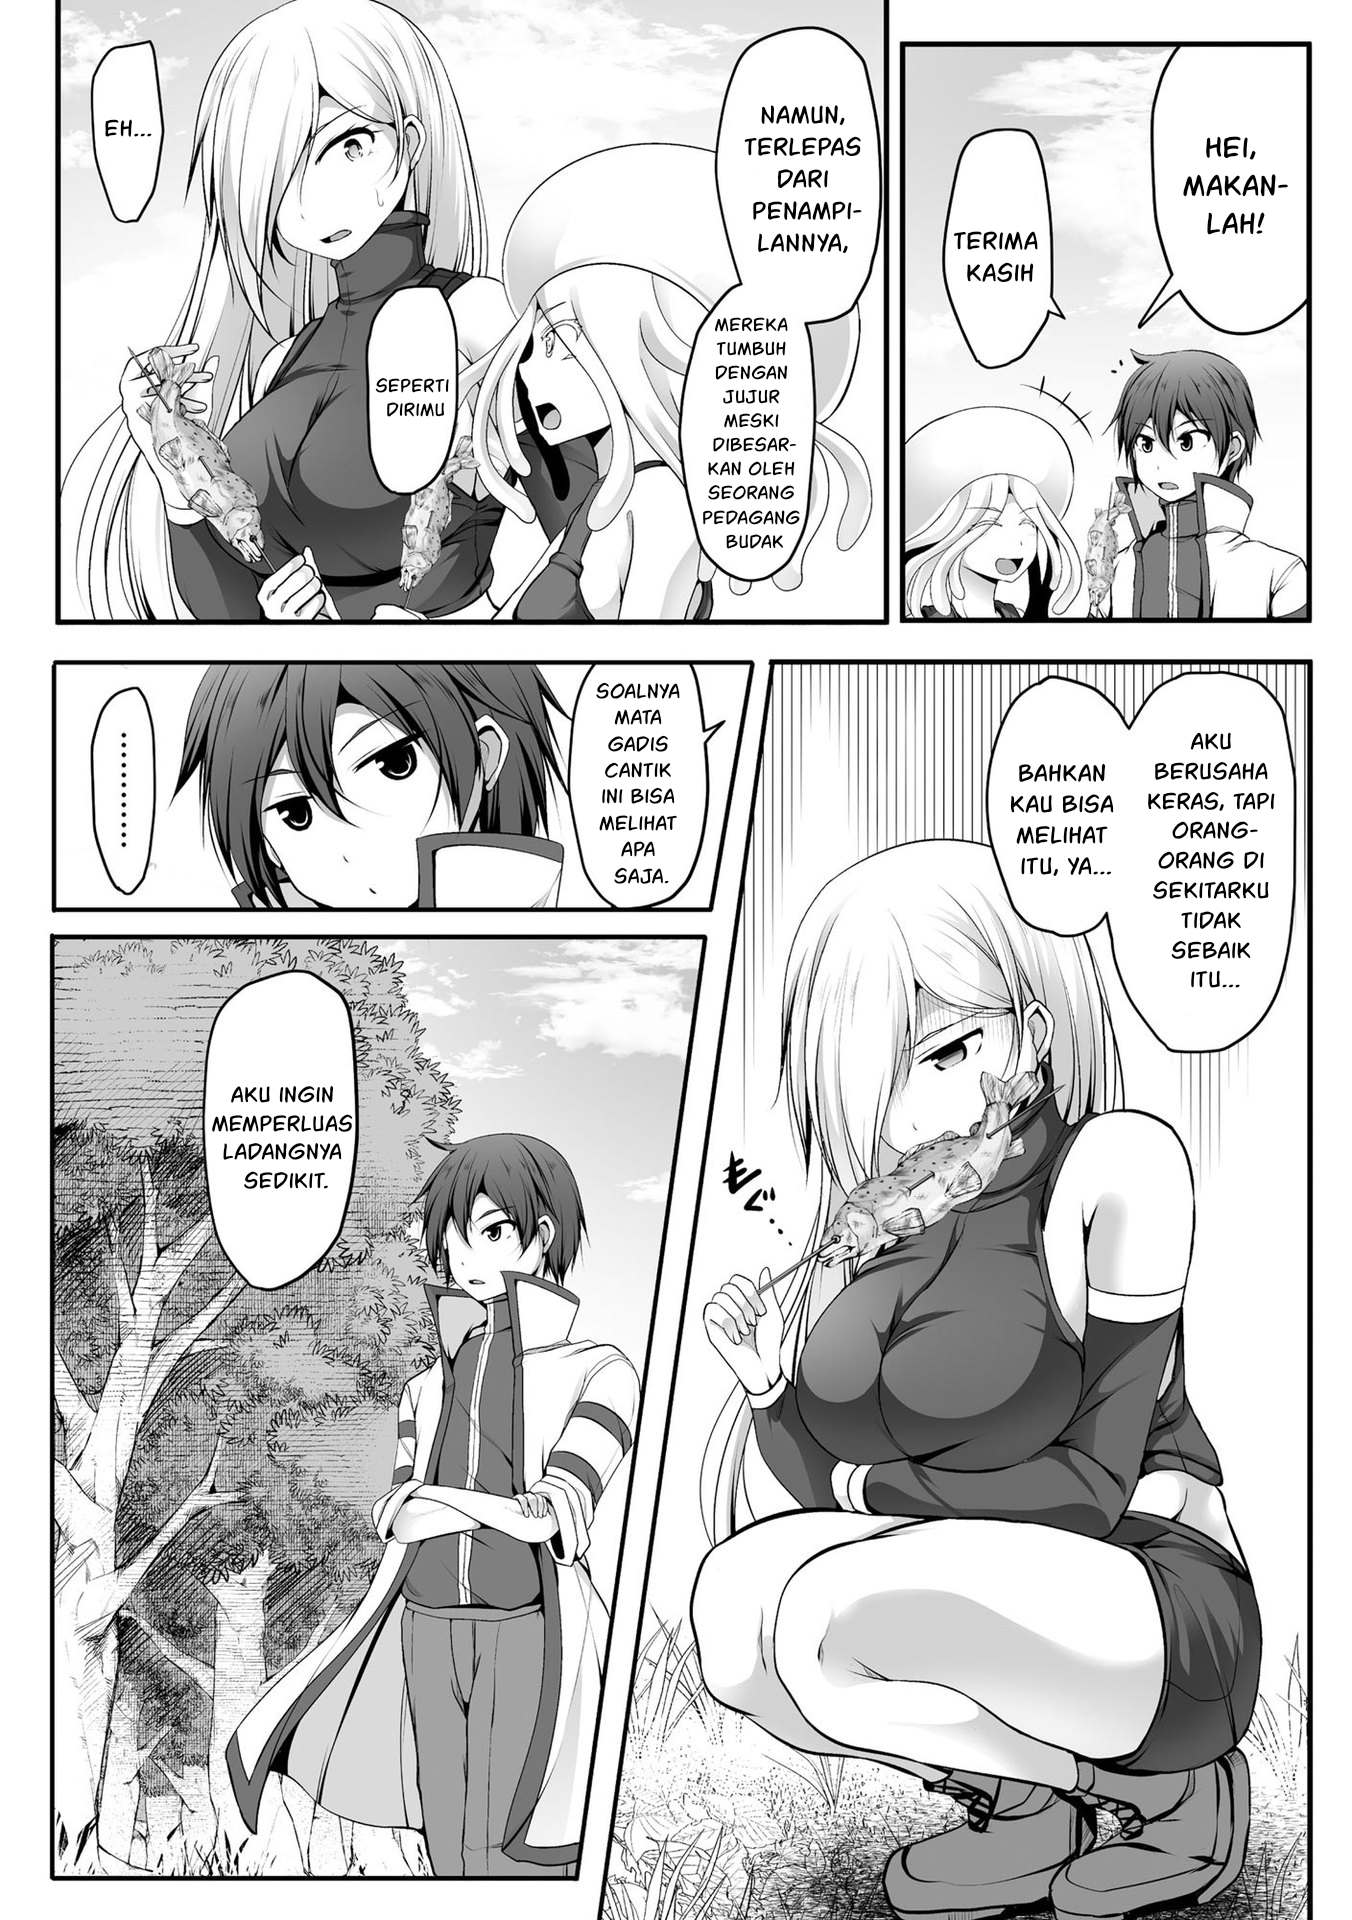 HEI,
MAKAN-
LAH!
TERIMA
KASIH
NAMUN,
TERLEPAS
DARI
PENAMPI-
LANNYA,
MEREKA
TUMBUH
DENGAN
JUJUR
MESKI
DIBESAR-
KAN OLEH
SEORANG
PEDAGANG
BUDAK
SEPERTI
DIRIMU
EH...
AKU
BERUSAHA
KERAS, TAPI
ORANG-
ORANG DI
SEKITARKU
TIDAK
SEBAIK
ITU...
BAHKAN
KAU BISA
MELIHAT
ITU, YA...
もぐ...
SOALNYA
MATA
GADIS
CANTIK
INI BISA
MELIHAT
APA
SAJA.
.........
AKU INGIN
MEMPERLUAS
LADANGNYA
SEDIKIT.